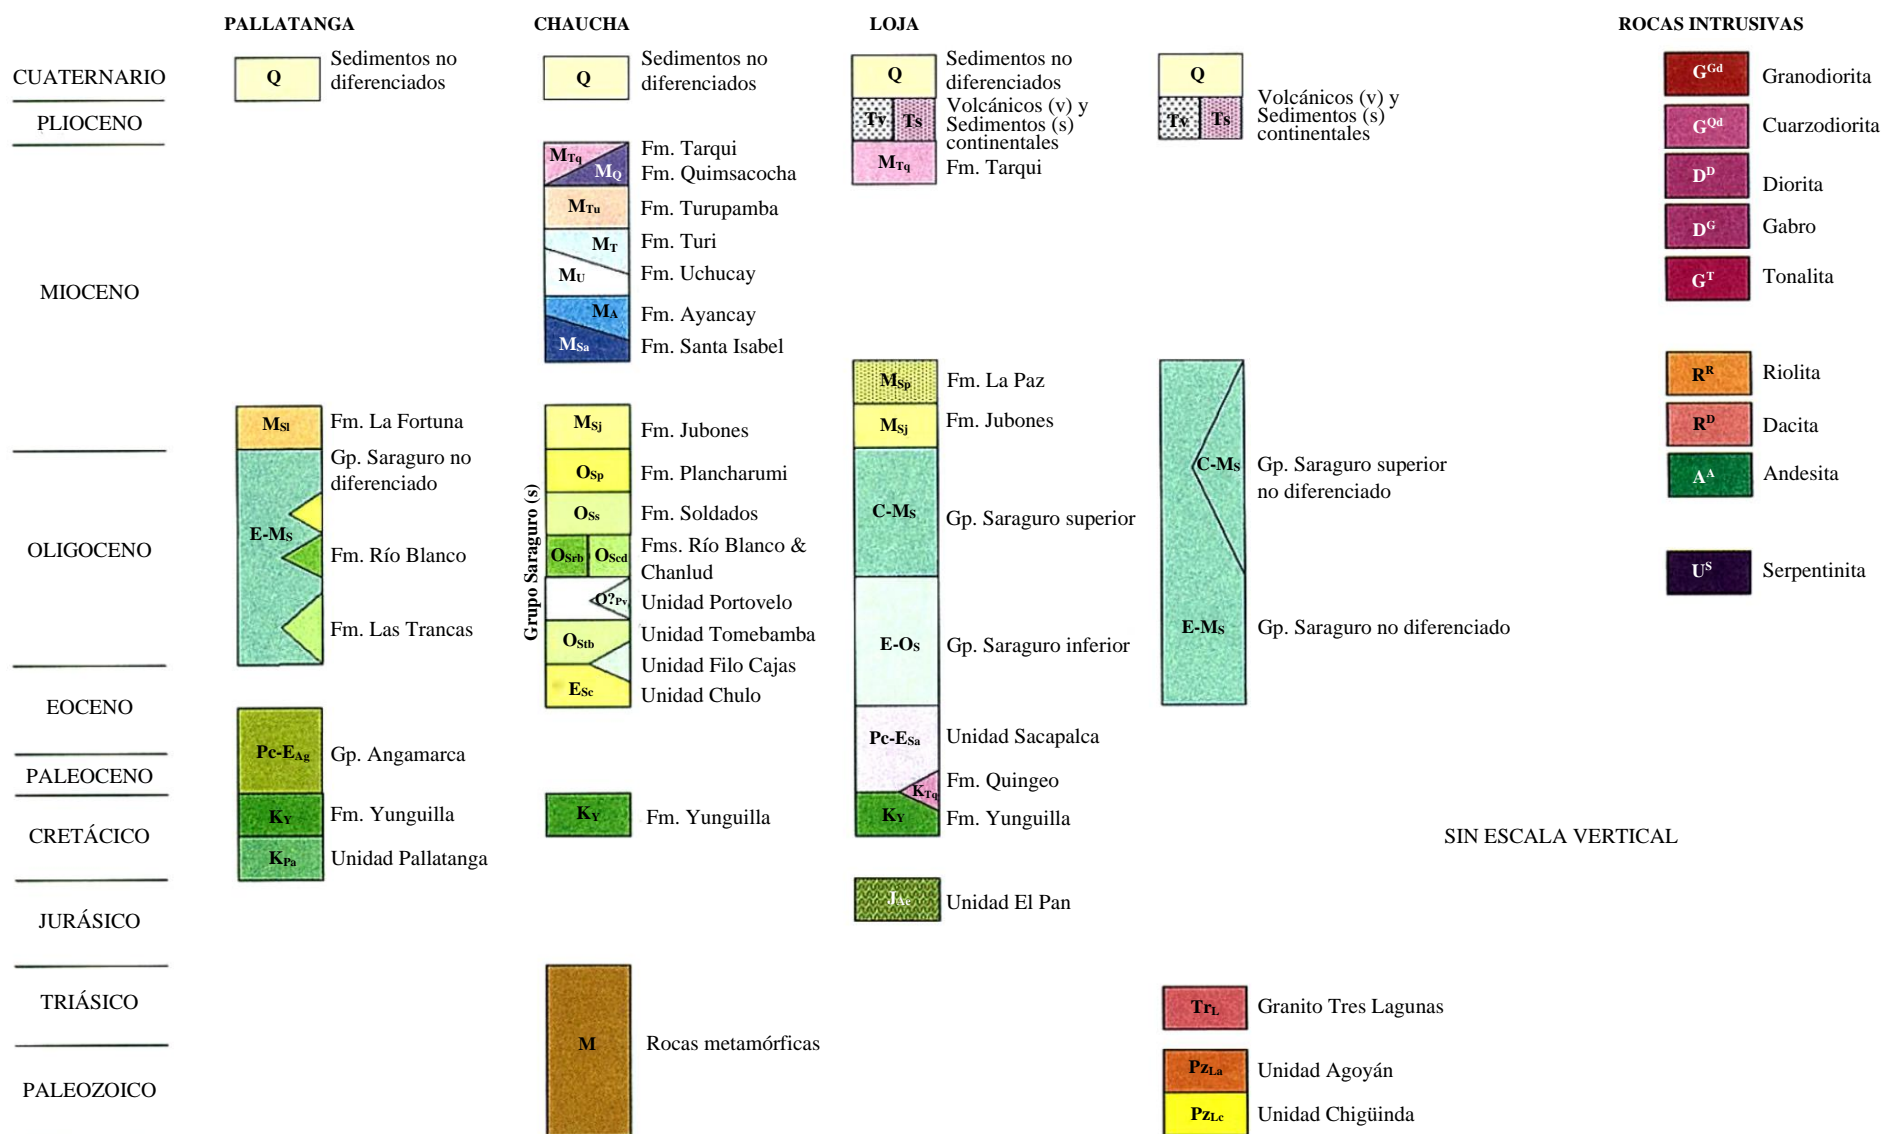 PALLATANGA
CHAUCHA
LOJA
ROCAS INTRUSIVAS
CUATERNARIO
PLIOCENO
MIOCENO
OLIGOCENO
EOCENO
PALEOCENO
CRETÁCICO
JURÁSICO
TRIÁSICO
PALEOZOICO
Q
Sedimentos no
diferenciados
MSl
Fm. La Fortuna
Gp. Saraguro no
diferenciado
E-MS
Fm. Río Blanco
Fm. Las Trancas
Pc-EAg
Gp. Angamarca
KY
Fm. Yunguilla
KPa
Unidad Pallatanga
Q
Sedimentos no
diferenciados
MTq
Fm. Tarqui
MQ
Fm. Quimsacocha
MTu
Fm. Turupamba
MT
Fm. Turi
MU
Fm. Uchucay
MA
Fm. Ayancay
MSa
Fm. Santa Isabel
Grupo Saraguro (s)
MSj
Fm. Jubones
OSp
Fm. Plancharumi
OSs
Fm. Soldados
OSrb
OScd
Fms. Río Blanco &
Chanlud
O?Pv
Unidad Portovelo
OStb
Unidad Tomebamba
Unidad Filo Cajas
ESc
Unidad Chulo
KY
Fm. Yunguilla
M
Rocas metamórficas
Q
Sedimentos no
diferenciados
Tv
Ts
Volcánicos (v) y
Sedimentos (s)
continentales
MTq
Fm. Tarqui
MSp
Fm. La Paz
MSj
Fm. Jubones
C-MS
Gp. Saraguro superior
E-OS
Gp. Saraguro inferior
Pc-ESa
Unidad Sacapalca
KTq
Fm. Quingeo
KY
Fm. Yunguilla
JAc
Unidad El Pan
Q
Tv
Ts
Volcánicos (v) y
Sedimentos (s)
continentales
C-MS
Gp. Saraguro superior
no diferenciado
E-MS
Gp. Saraguro no diferenciado
TrL
Granito Tres Lagunas
PzLa
Unidad Agoyán
PzLc
Unidad Chigüinda
GGd
Granodiorita
GQd
Cuarzodiorita
DD
Diorita
DG
Gabro
GT
Tonalita
RR
Riolita
RD
Dacita
AA
Andesita
US
Serpentinita
SIN ESCALA VERTICAL